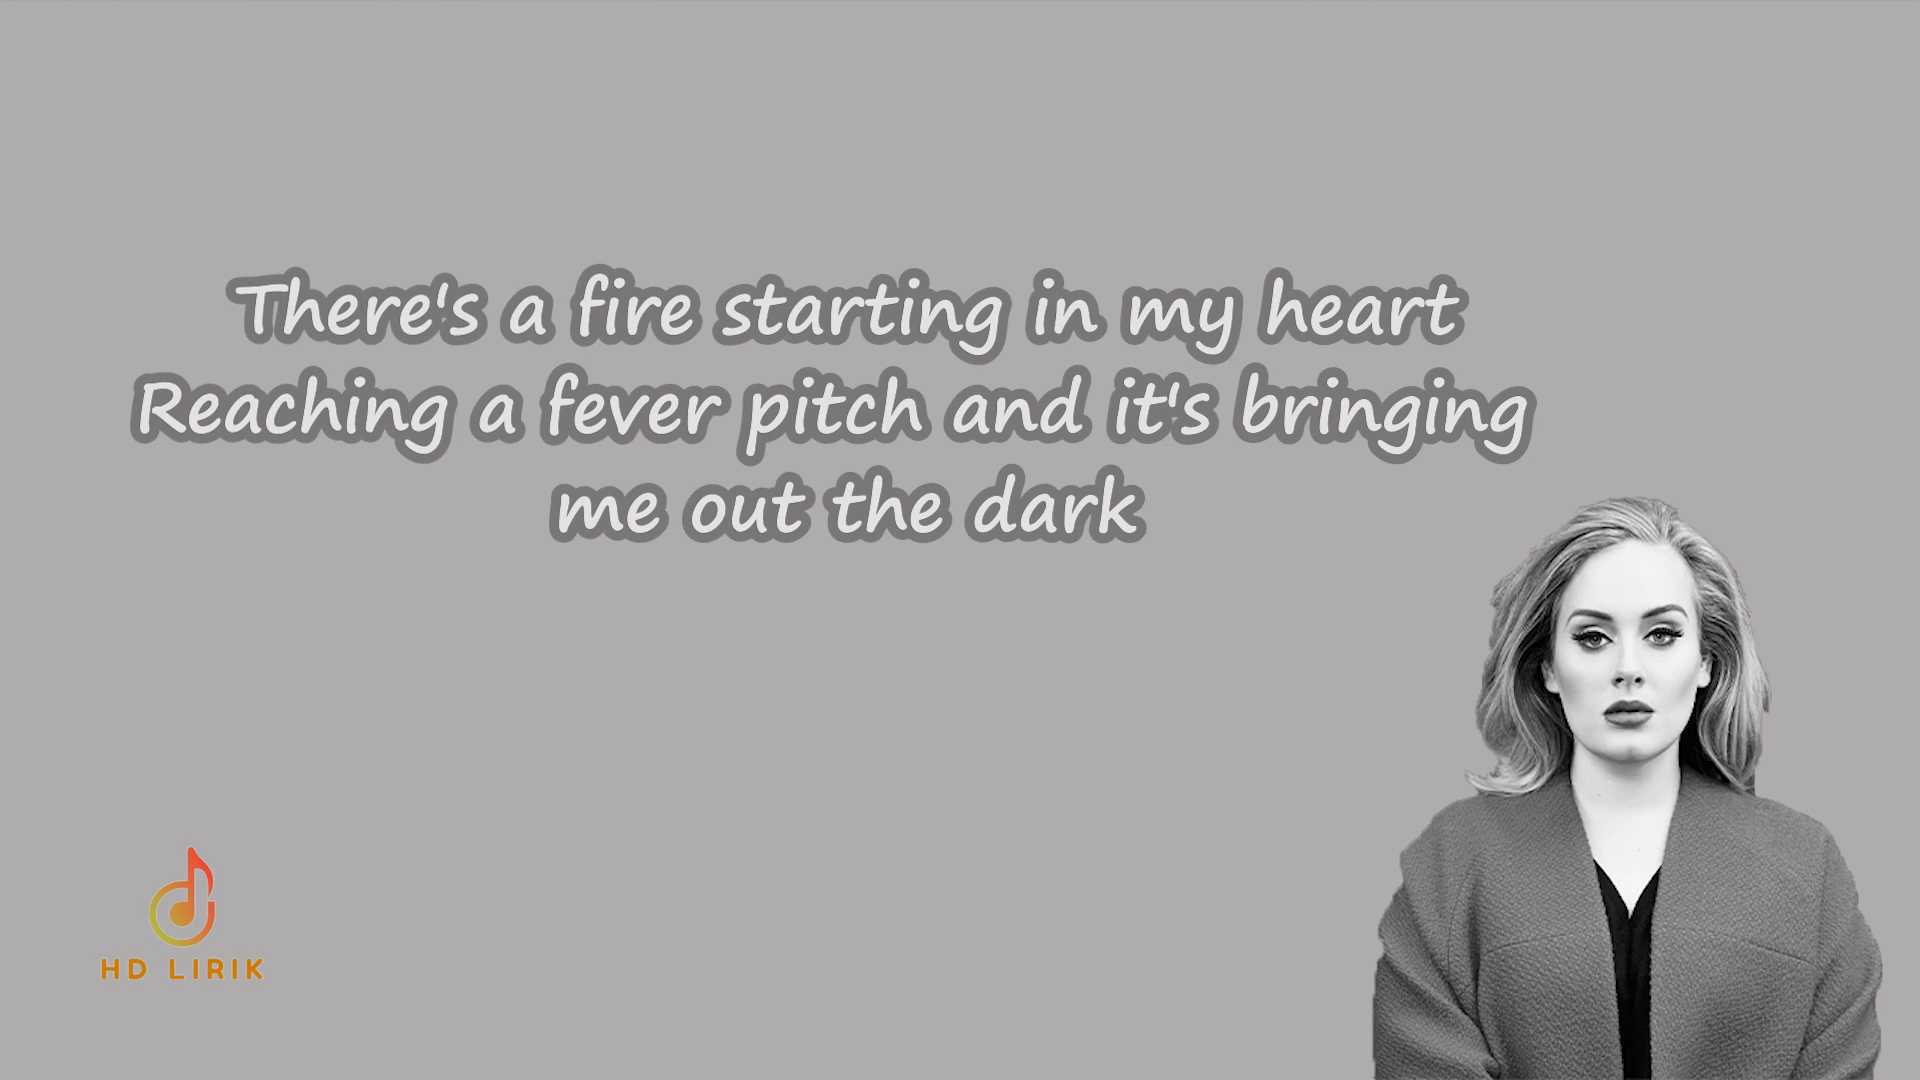 There's a fire starting in my heart
Reaching a fever pitch and it's bringing
me out the dark
HD LIRIK